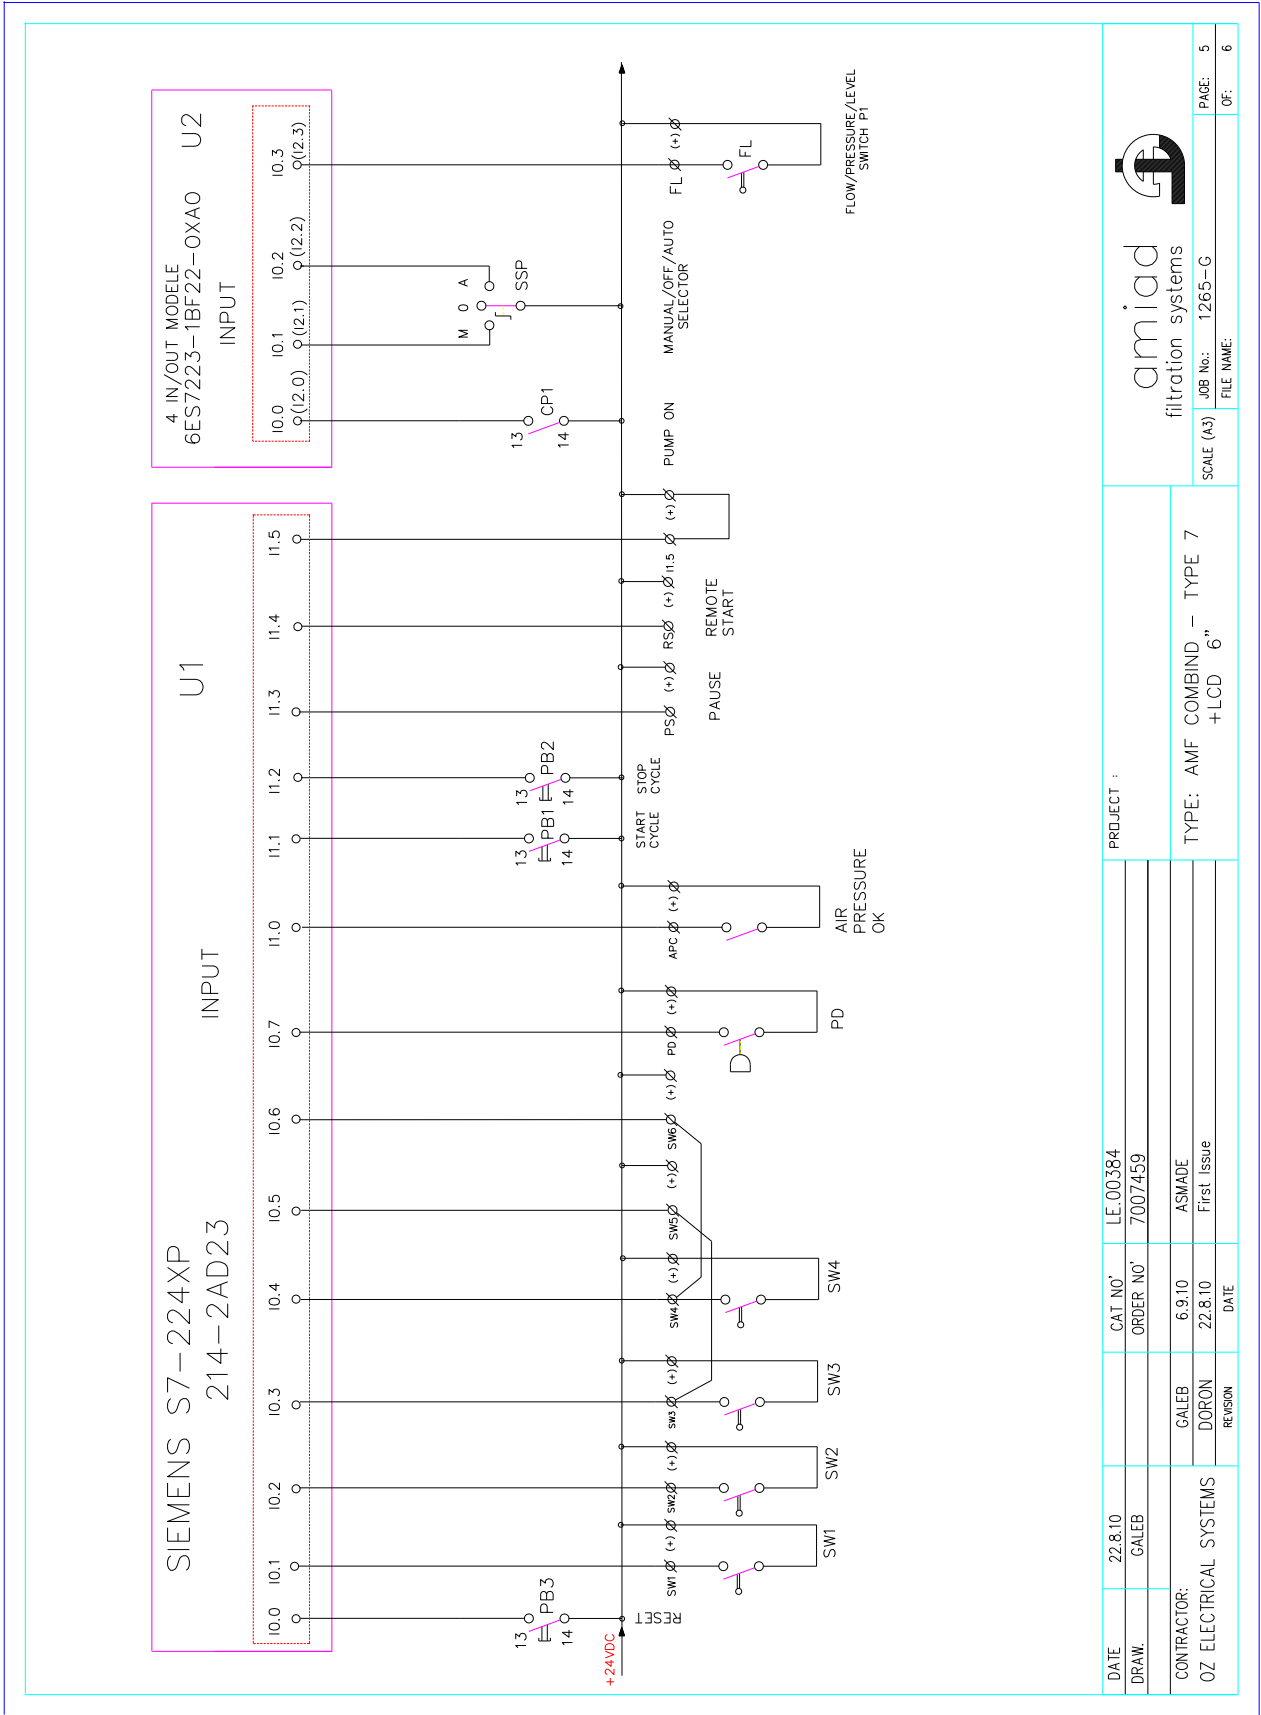 SIEMENS S7-224XP
214-2AD23
INPUT
U1
4 IN/OUT MODELE
6ES7223-1BF22-0XA0
U2
INPUT
I0.0
I0.1
I0.2
I0.3
I0.4
I0.5
I0.6
I0.7
I1.0
I1.1
I1.2
I1.3
I1.4
I1.5
I0.0
(I2.0)
I0.1
(I2.1)
I0.2
(I2.2)
I0.3
(I2.3)
13
PB3
14
13
PB1
14
13
PB2
14
13
CP1
14
M 0 A
SSP
+24VDC
RESET
SW1 (+)
SW2 (+)
SW3 (+)
SW4 (+)
SW5 (+)
SW6 (+)
PD (+)
APC (+)
START
CYCLE
STOP
CYCLE
PS (+)
RS (+)
I1.5 (+)
PUMP ON
MANUAL/OFF/AUTO
SELECTOR
FL (+)
FL
SW1
SW2
SW3
SW4
PD
AIR
PRESSURE
OK
PAUSE
REMOTE
START
FLOW/PRESSURE/LEVEL
SWITCH P1
DATE 22.8.10
DRAW. GALEB
CONTRACTOR:
OZ ELECTRICAL SYSTEMS
CAT NO' LE.00384
ORDER NO' 7007459
GALEB 6.9.10 ASMADE
DORON 22.8.10 First Issue
REVISION DATE
PROJECT :
TYPE: AMF COMBIND - TYPE 7
+LCD 6"
amiad
filtration systems
SCALE (A3)
JOB No.: 1265-G
FILE NAME:
PAGE: 5
OF: 6